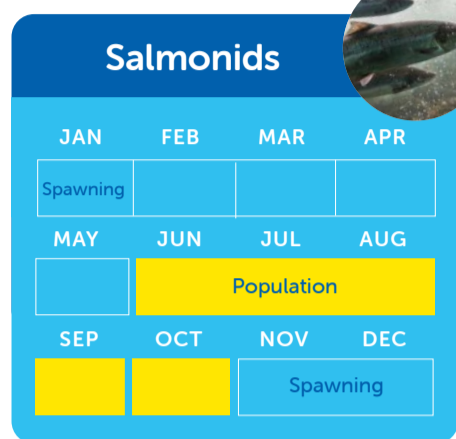 Salmonids
JAN FEB MAR APR
Spawning
MAY JUN JUL AUG
Population
SEP OCT NOV DEC
Spawning